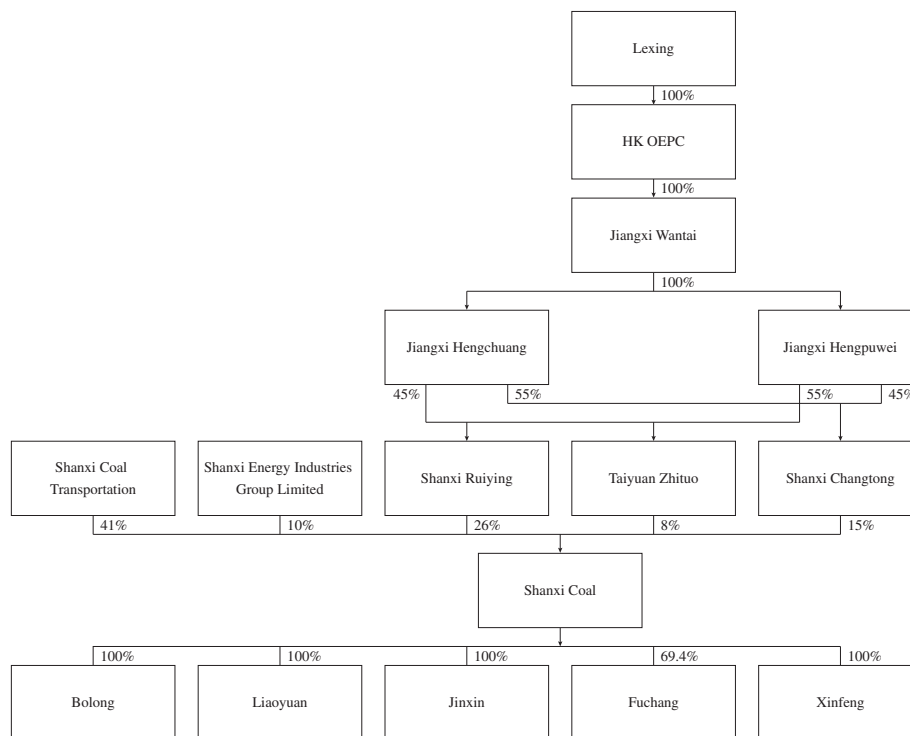 Lexing
100%
HK OEPC
100%
Jiangxi Wantai
100%
Jiangxi Hengchuang
Jiangxi Hengpuwei
45%
55%
55%
45%
Shanxi Coal
Transportation
Shanxi Energy Industries
Group Limited
Shanxi Ruiying
Taiyuan Zhituo
Shanxi Changtong
41%
10%
26%
8%
15%
Shanxi Coal
100%
100%
100%
69.4%
100%
Bolong
Liaoyuan
Jinxin
Fuchang
Xinfeng